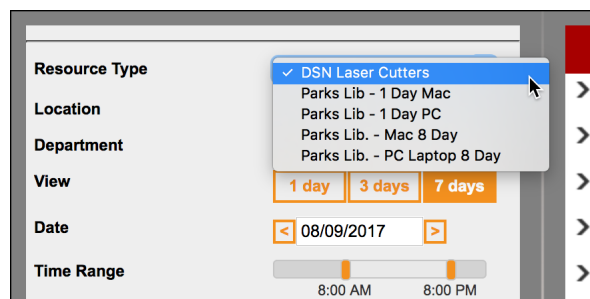 Resource Type
✓ DSN Laser Cutters
Parks Lib - 1 Day Mac
Parks Lib - 1 Day PC
Parks Lib. - Mac 8 Day
Parks Lib. - PC Laptop 8 Day
Location
Department
View
1 day 3 days 7 days
Date
< 08/09/2017 >
Time Range
8:00 AM 8:00 PM